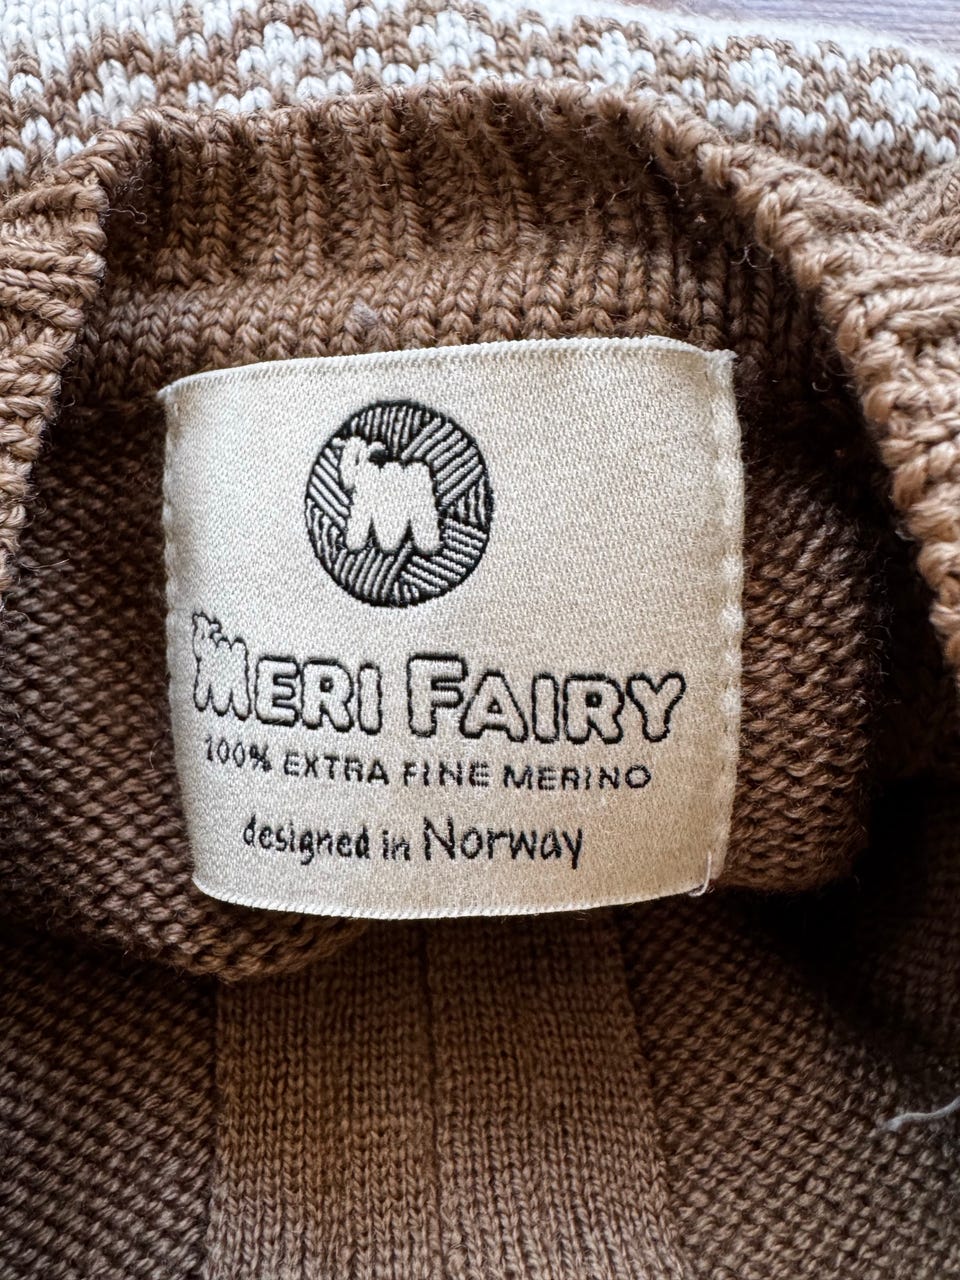 MERI FAIRY
100% EXTRA FINE MERINO
designed in Norway